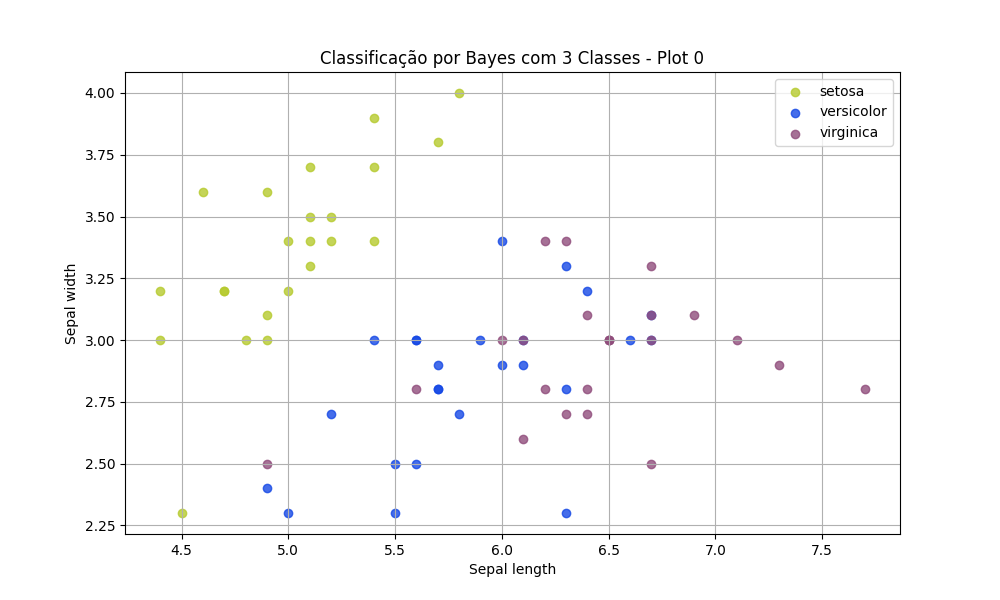 Classificação por Bayes com 3 Classes - Plot 0
setosa
versicolor
virginica
4.00
3.75
3.50
3.25
3.00
2.75
2.50
2.25
Sepal width
4.5 5.0 5.5 6.0 6.5 7.0 7.5
Sepal length